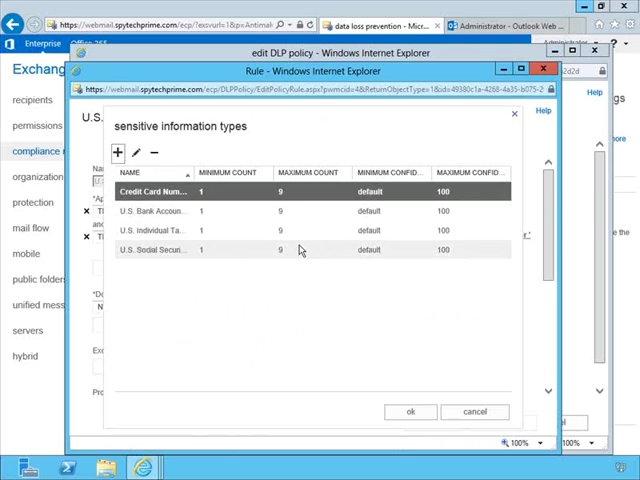 https://webmail.spytechprime.com/ecp/?exsvurl=1&p=Antimal
data loss prevention - Micr...
Administrator - Outlook Web ...
Enterprise Office 365
Administrator
edit DLP policy - Windows Internet Explorer
Rule - Windows Internet Explorer
https://webmail.spytechprime.com/ecp/DLPPolicy/EditPolicyRule.aspx?pwmcid=4&ReturnObjectType=1&id=49380c1a-4268-4a35-b075-2
Help
Help
Exchang
recipients
permissions
compliance
organization
protection
mail flow
mobile
public folders
unified mess
servers
hybrid
U.S.
sensitive information types
NAME MINIMUM COUNT MAXIMUM COUNT MINIMUM CONFID... MAXIMUM CONFID...
Credit Card Num... 1 9 default 100
U.S. Bank Accoun... 1 9 default 100
U.S. Individual Ta... 1 9 default 100
U.S. Social Securi... 1 9 default 100
ok cancel
100%
100%